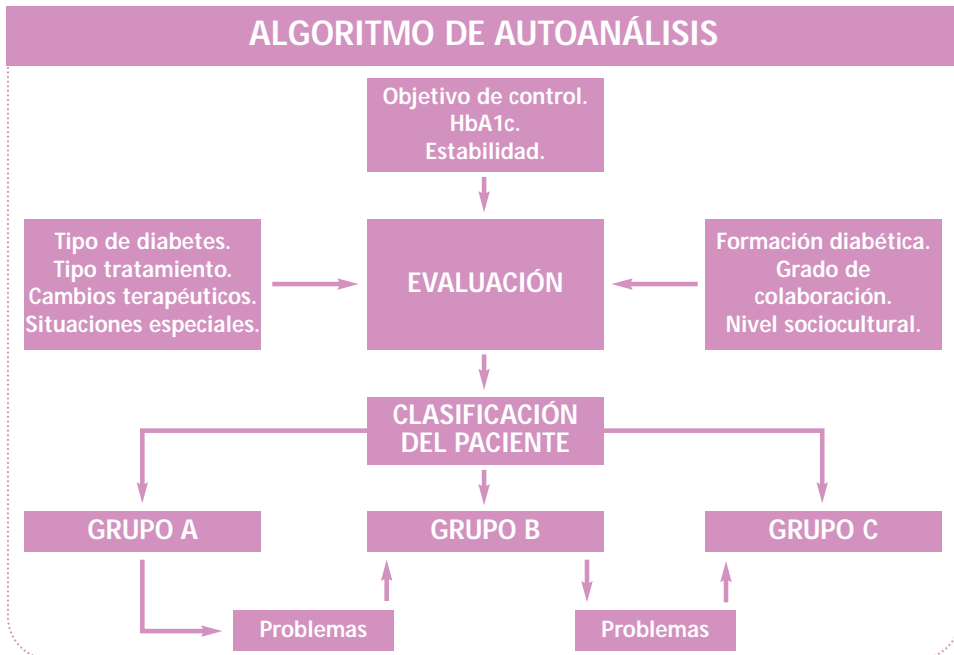 ALGORITMO DE AUTOANÁLISIS
Objetivo de control.
HbA1c.
Estabilidad.
Tipo de diabetes.
Tipo tratamiento.
Cambios terapéuticos.
Situaciones especiales.
EVALUACIÓN
Formación diabética.
Grado de
colaboración.
Nivel sociocultural.
CLASIFICACIÓN
DEL PACIENTE
GRUPO A
GRUPO B
GRUPO C
Problemas
Problemas